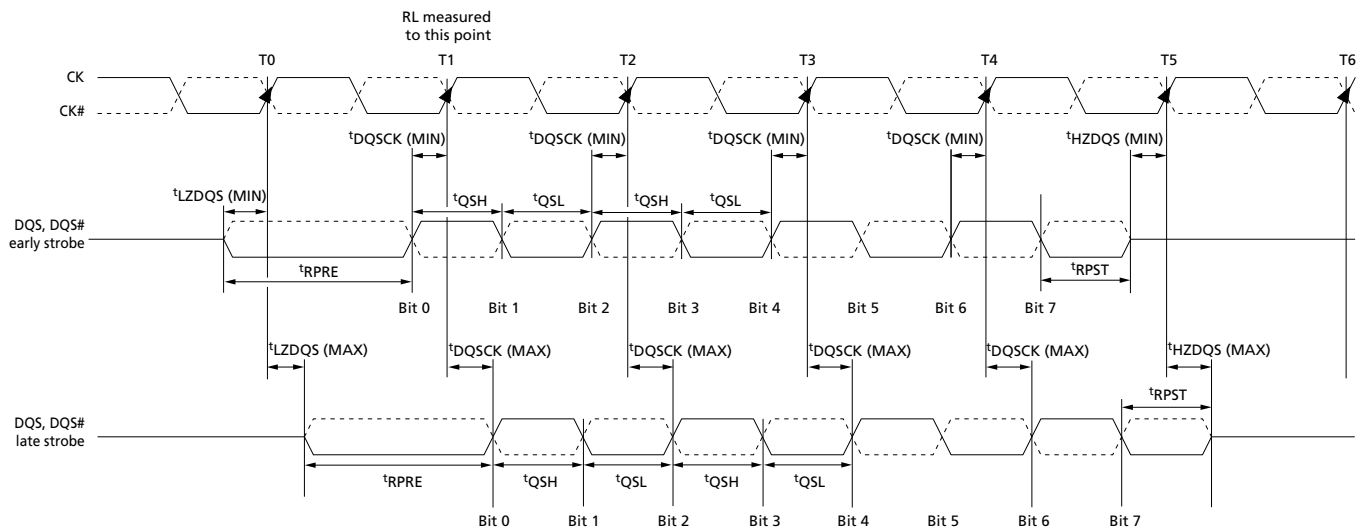 RL measured
to this point
T0 T1 T2 T3 T4 T5 T6
CK
CK#
tDQSCK (MIN) tDQSCK (MIN) tDQSCK (MIN) tDQSCK (MIN) tHZDQS (MIN)
tLZDQS (MIN)
tQSH tQSL tQSH tQSL
DQS, DQS#
early strobe
tRPRE tRPST
Bit 0 Bit 1 Bit 2 Bit 3 Bit 4 Bit 5 Bit 6 Bit 7
tLZDQS (MAX) tDQSCK (MAX) tDQSCK (MAX) tDQSCK (MAX) tDQSCK (MAX) tHZDQS (MAX)
tRPST
DQS, DQS#
late strobe
tRPRE tQSH tQSL tQSH tQSL
Bit 0 Bit 1 Bit 2 Bit 3 Bit 4 Bit 5 Bit 6 Bit 7